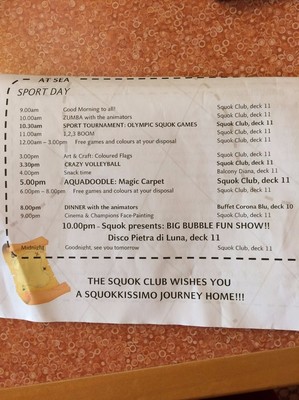 AT SEA
SPORT DAY
9.00am Good Morning to all! Squok Club, deck 11
10.00am ZUMBA with the animators Squok Club, deck 11
10.30am SPORT TOURNAMENT: OLYMPIC SQUOK GAMES Squok Club, deck 11
11.00am 1,2,3 BOOM Squok Club, deck 11
12.00am – 3.00pm Free games and colours at your disposal Squok Club, deck 11
3.00pm Art & Craft: Coloured Flags Squok Club, deck 11
3.30pm CRAZY VOLLEYBALL Squok Club, deck 11
4.00pm Snack time Balcony Diana, deck 11
5.00pm AQUADOODLE: Magic Carpet Squok Club, deck 11
6.00pm – 8.00pm Free games and colours at your disposal Squok Club, deck 11
8.00pm DINNER with the animators Buffet Corona Blu, deck 10
9.00pm Cinema & Champions Face-Painting Squok Club, deck 11
10.00pm - Squok presents: BIG BUBBLE FUN SHOW!!
Disco Pietra di Luna, deck 11
Midnight Goodnight, see you tomorrow Squok Club, deck 11
THE SQUOK CLUB WISHES YOU
A SQUOKKISSIMO JOURNEY HOME!!!